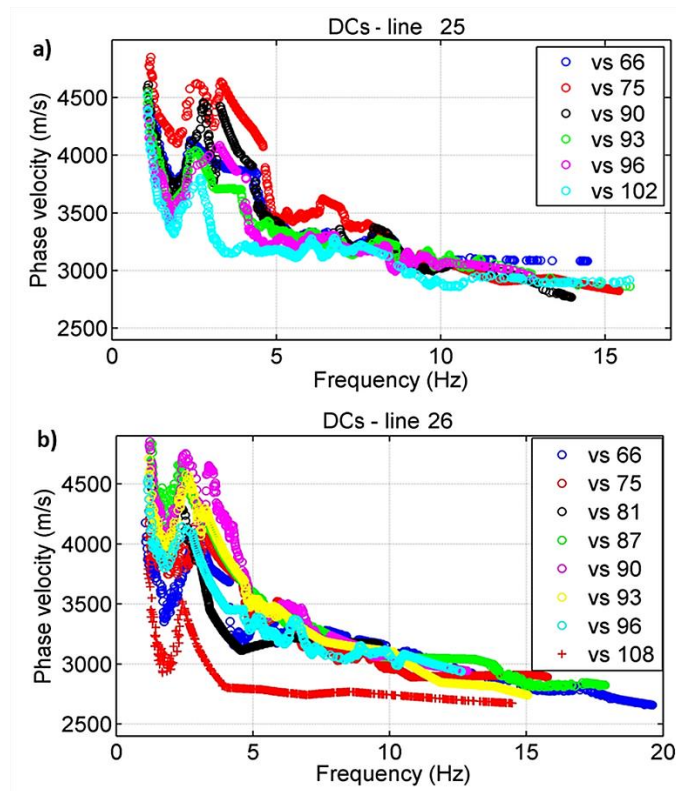 a)
DCs - line 25
Phase velocity (m/s)
4500
4000
3500
3000
2500
vs 66
vs 75
vs 90
vs 93
vs 96
vs 102
0 5 10 15
Frequency (Hz)
b)
DCs - line 26
Phase velocity (m/s)
4500
4000
3500
3000
2500
vs 66
vs 75
vs 81
vs 87
vs 90
vs 93
vs 96
vs 108
0 5 10 15 20
Frequency (Hz)